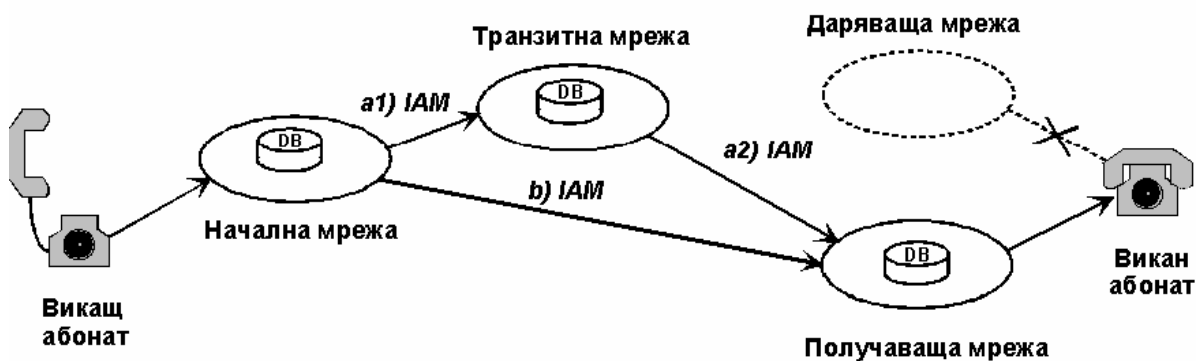 Транзитна мрежа
Даряваща мрежа
DB
a1) IAM
DB
a2) IAM
b) IAM
Начална мрежа
DB
Викащ
абонат
Викан
абонат
Получаваща мрежа